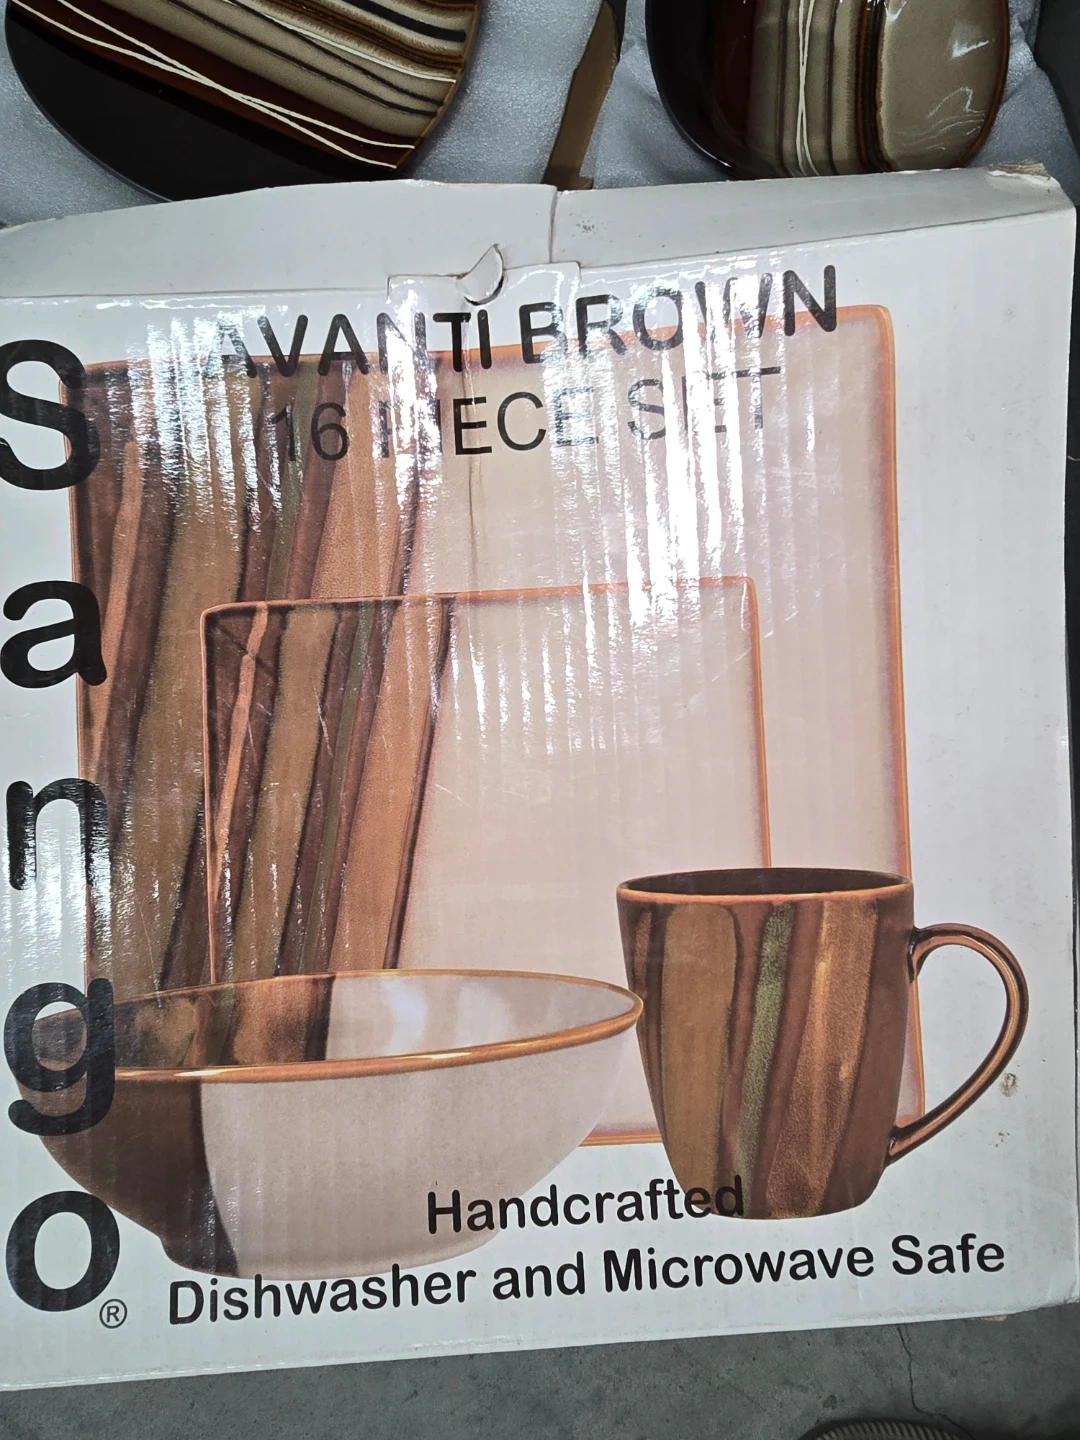 AVANTI BROWN
16 PIECE SET
Sango®
Handcrafted
Dishwasher and Microwave Safe